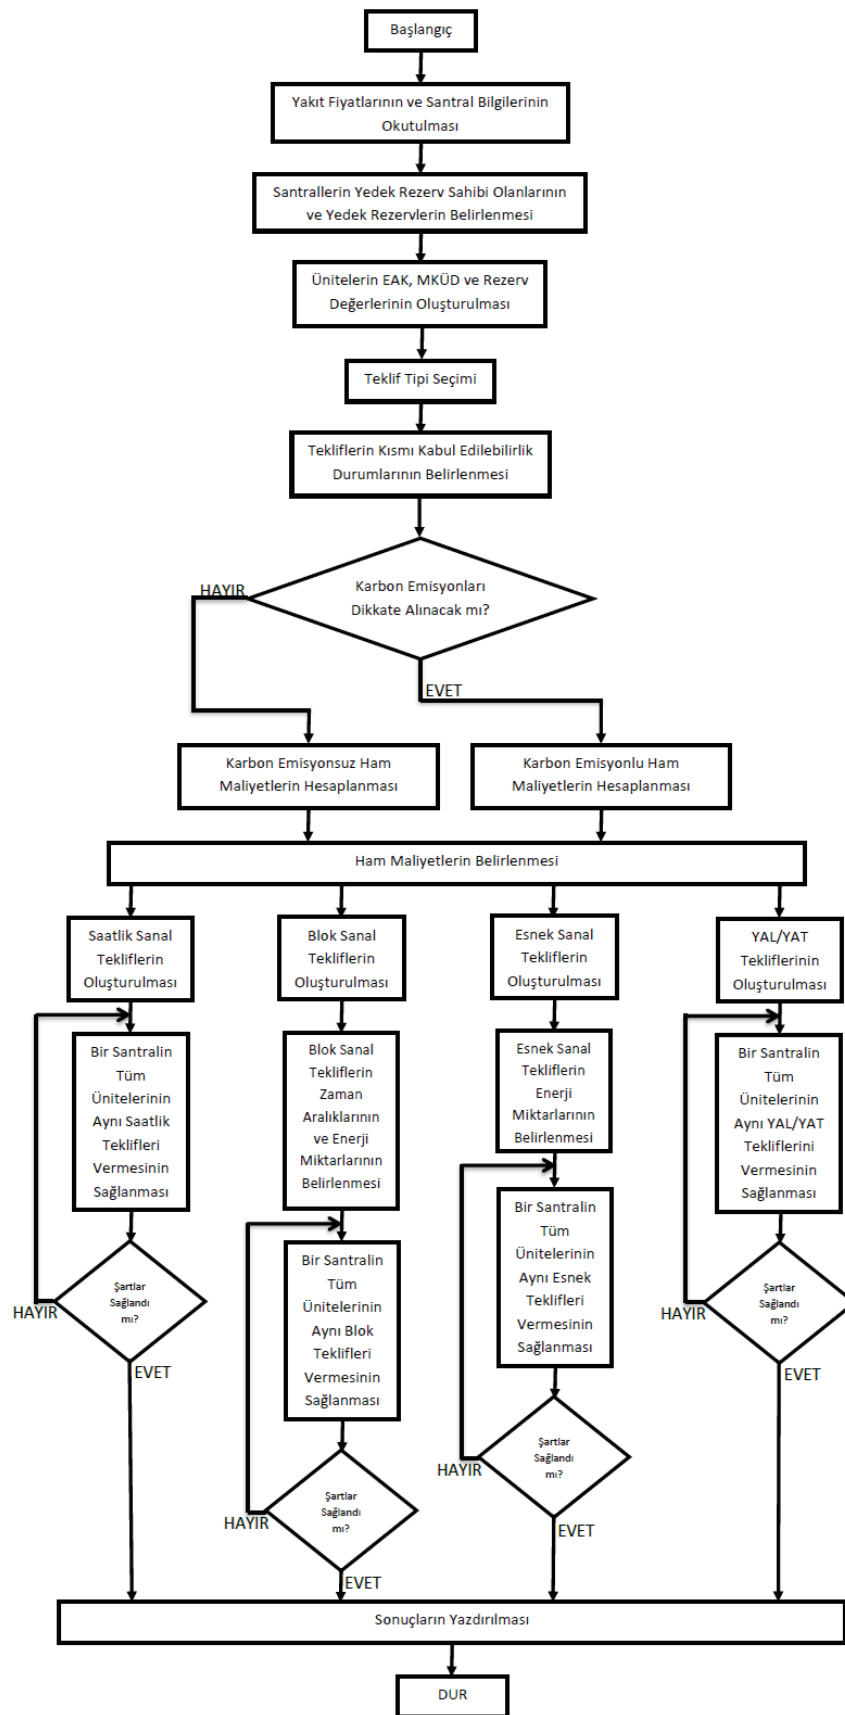 Başlangıç
Yakıt Fiyatlarının ve Santral Bilgilerinin
Okutulması
Santrallerin Yedek Rezerv Sahibi Olanlarının
ve Yedek Rezervlerin Belirlenmesi
Ünitelerin EAK, MKÜD ve Rezerv
Değerlerinin Oluşturulması
Teklif Tipi Seçimi
Tekliflerin Kısmı Kabul Edilebilirlik
Durumlarının Belirlenmesi
Karbon Emisyonları
Dikkate Alınacak mı?
HAYIR
EVET
Karbon Emisyonsuz Ham
Maliyetlerin Hesaplanması
Karbon Emisyonlu Ham
Maliyetlerin Hesaplanması
Ham Maliyetlerin Belirlenmesi
Saatlik Sanal
Tekliflerin
Oluşturulması
Bir Santralin
Tüm
Ünitelerinin
Aynı Saatlik
Teklifleri
Vermesinin
Sağlanması
Şartlar
Sağlandı
mı?
HAYIR
EVET
Blok Sanal
Tekliflerin
Oluşturulması
Blok Sanal
Tekliflerin
Zaman
Aralıklarının
ve Enerji
Miktarlarının
Belirlenmesi
Bir Santralin
Tüm
Ünitelerinin
Aynı Blok
Teklifleri
Vermesinin
Sağlanması
Şartlar
Sağlandı
mı?
HAYIR
EVET
Esnek Sanal
Tekliflerin
Oluşturulması
Esnek Sanal
Tekliflerin
Enerji
Miktarlarının
Belirlenmesi
Bir Santralin
Tüm
Ünitelerinin
Aynı Esnek
Teklifleri
Vermesinin
Sağlanması
Şartlar
Sağlandı
mı?
HAYIR
EVET
YAL/YAT
Tekliflerinin
Oluşturulması
Bir Santralin
Tüm
Ünitelerinin
Aynı YAL/YAT
Tekliflerini
Vermesinin
Sağlanması
Şartlar
Sağlandı
mı?
HAYIR
EVET
Sonuçların Yazdırılması
DUR